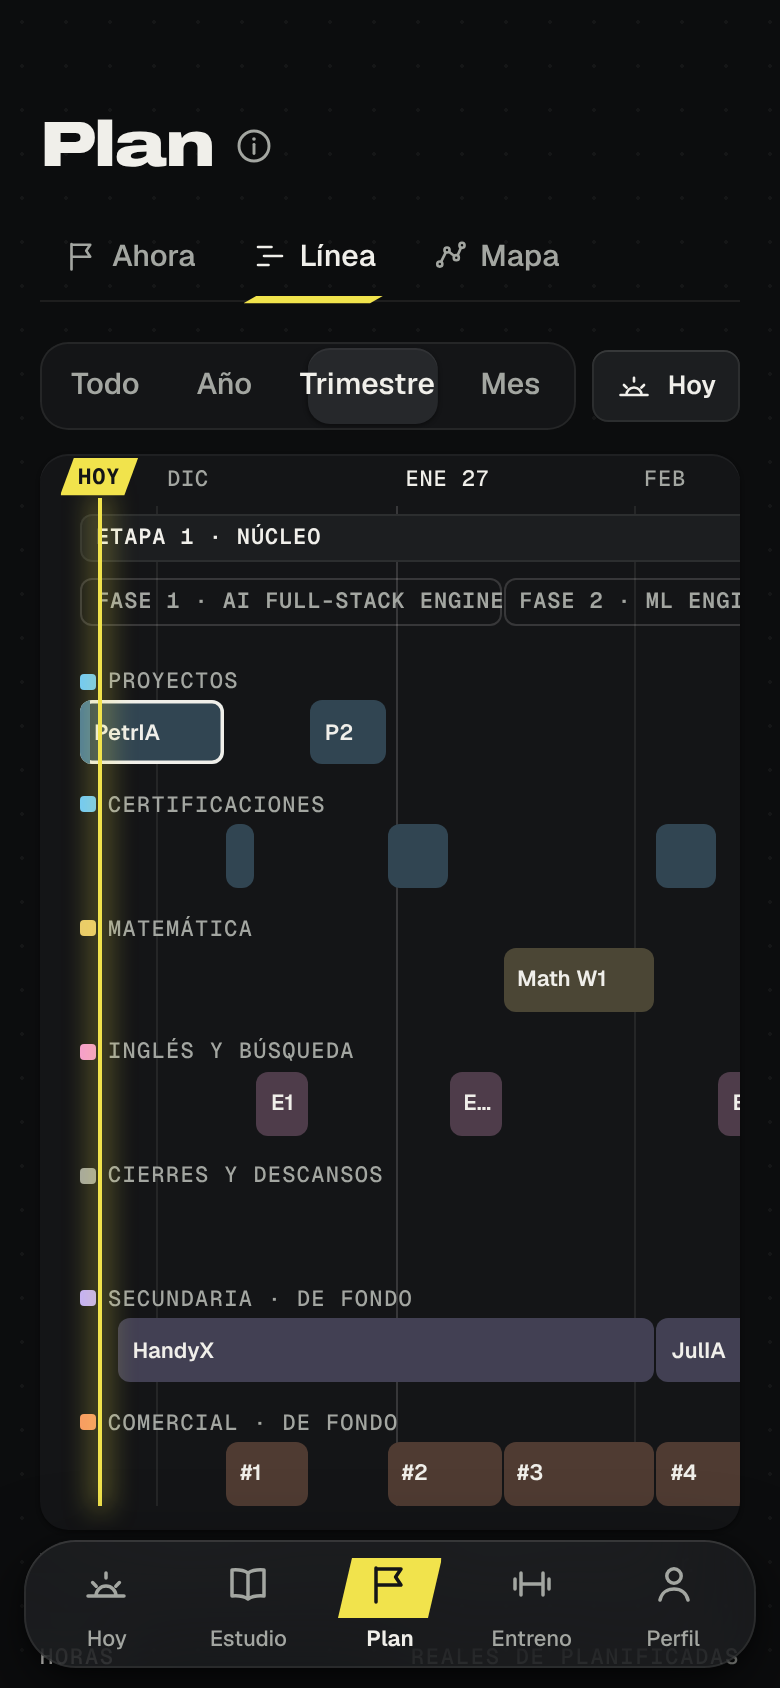 Plan
Ahora Línea Mapa
Todo Año Trimestre Mes Hoy
HOY DIC ENE 27 FEB
ETAPA 1 · NÚCLEO
FASE 1 · AI FULL-STACK ENGINE FASE 2 · ML ENGI
PROYECTOS
PetrIA P2
CERTIFICACIONES
MATEMÁTICA
Math W1
INGLÉS Y BÚSQUEDA
E1 E... E
CIERRES Y DESCANSOS
SECUNDARIA · DE FONDO
HandyX JulIA
COMERCIAL · DE FONDO
#1 #2 #3 #4
Hoy Estudio Plan Entreno Perfil
HORAS REALES DE PLANIFICADAS